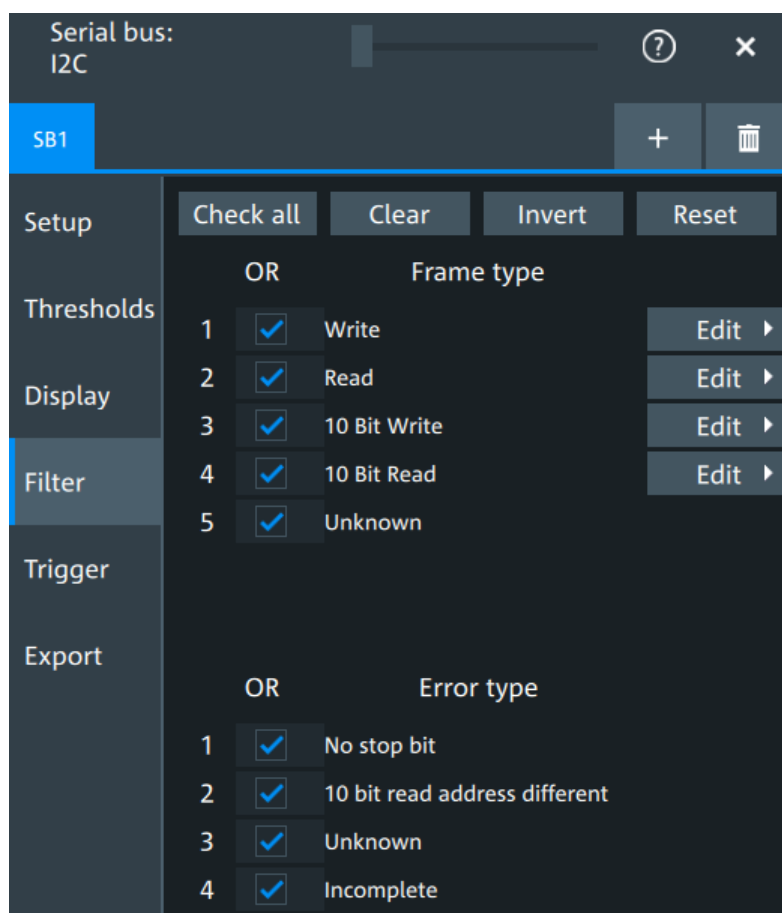 Serial bus:
I2C
?
SB1
+
Setup
Thresholds
Display
Filter
Trigger
Export
Check all Clear Invert Reset
OR Frame type
1 Write Edit
2 Read Edit
3 10 Bit Write Edit
4 10 Bit Read Edit
5 Unknown
OR Error type
1 No stop bit
2 10 bit read address different
3 Unknown
4 Incomplete